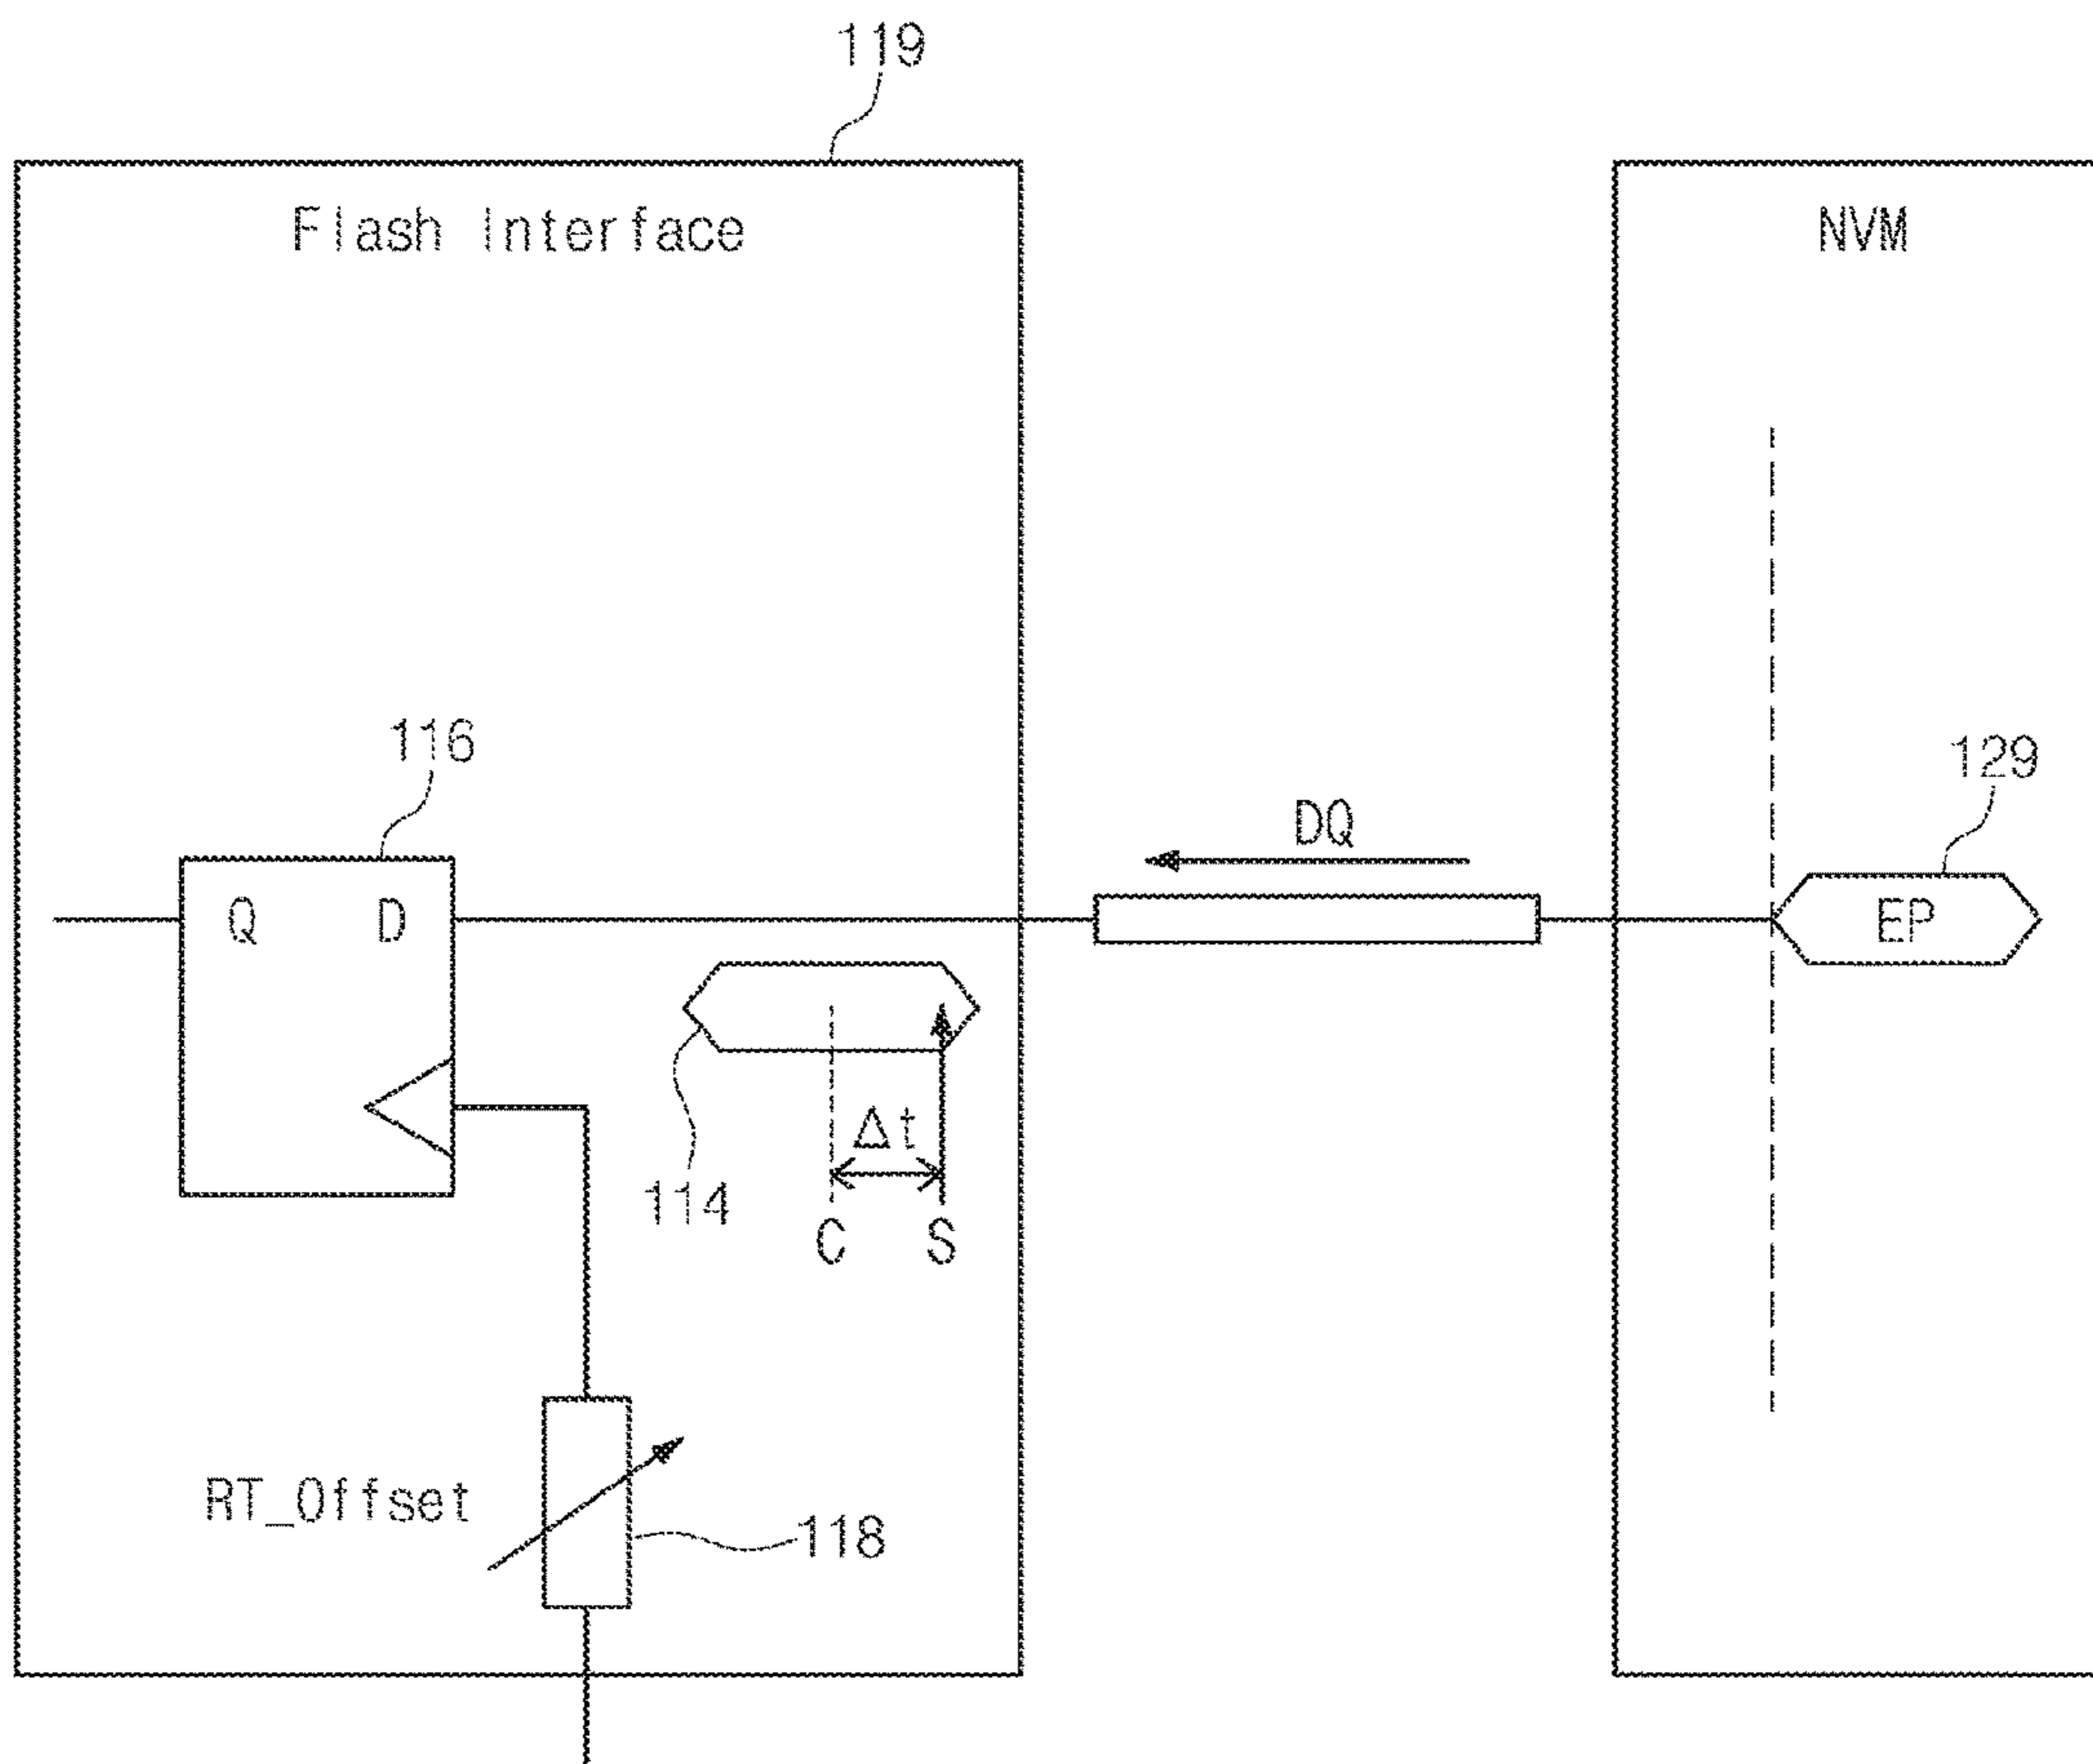 119
Flash Interface
NVM
116
129
DQ
Q D
EP
Δt
114
C S
RT_Offset
118